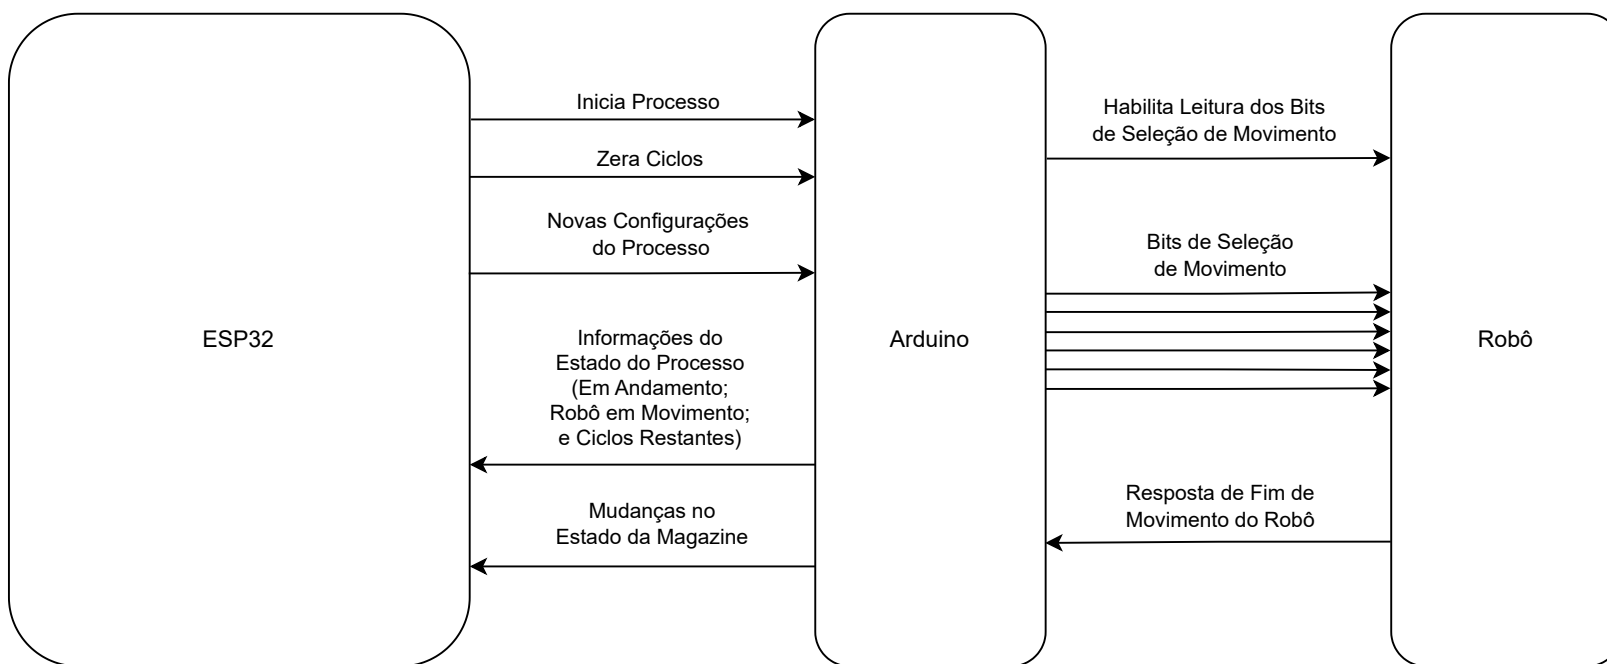 Inicia Processo
Zera Ciclos
Novas Configurações
do Processo
ESP32
Informações do
Estado do Processo
(Em Andamento;
Robô em Movimento;
e Ciclos Restantes)
Mudanças no
Estado da Magazine
Arduino
Habilita Leitura dos Bits
de Seleção de Movimento
Bits de Seleção
de Movimento
Resposta de Fim de
Movimento do Robô
Robô